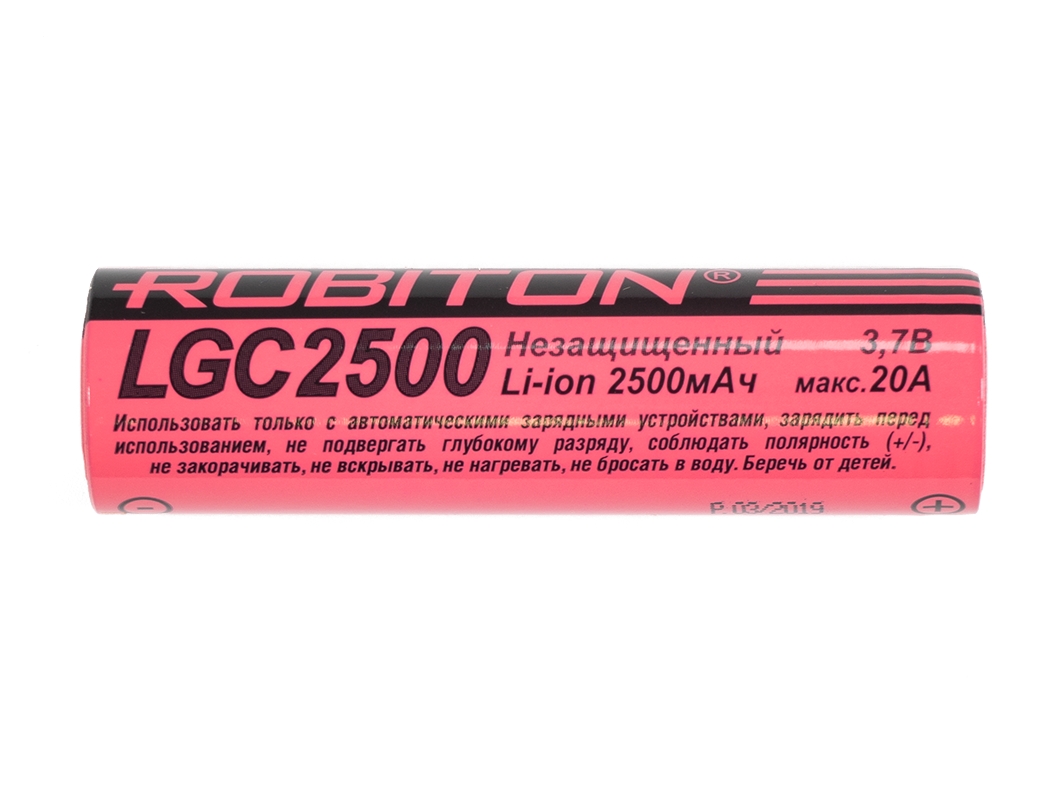 ROBITON®
LGC2500
Незащищенный 3,7В
Li-ion 2500мАч макс.20А
Использовать только с автоматическими зарядными устройствами, зарядить перед
использованием, не подвергать глубокому разряду, соблюдать полярность (+/-),
не закорачивать, не вскрывать, не нагревать, не бросать в воду. Беречь от детей.
- P 03/2019 +